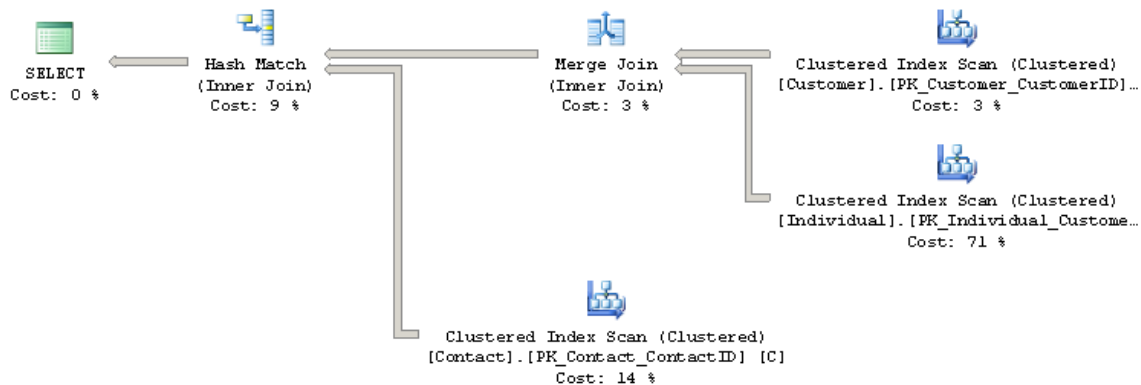 SELECT
Cost: 0 %
Hash Match
(Inner Join)
Cost: 9 %
Merge Join
(Inner Join)
Cost: 3 %
Clustered Index Scan (Clustered)
[Customer].[PK_Customer_CustomerID]…
Cost: 3 %
Clustered Index Scan (Clustered)
[Individual].[PK_Individual_Custome…
Cost: 71 %
Clustered Index Scan (Clustered)
[Contact].[PK_Contact_ContactID] [C]
Cost: 14 %